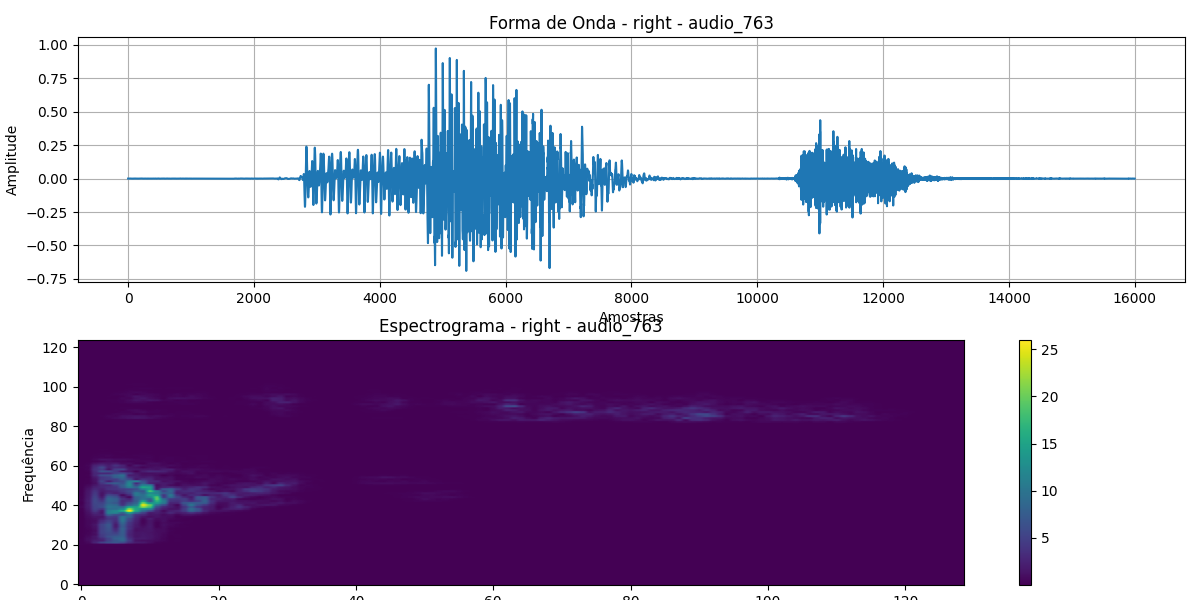 Forma de Onda - right - audio_763
1.00
0.75
0.50
0.25
0.00
−0.25
−0.50
−0.75
Amplitude
0 2000 4000 6000 8000 10000 12000 14000 16000
Amostras
Espectrograma - right - audio_763
120
100
80
60
40
20
0
Frequência
0 20 40 60 80 100 120
25
20
15
10
5